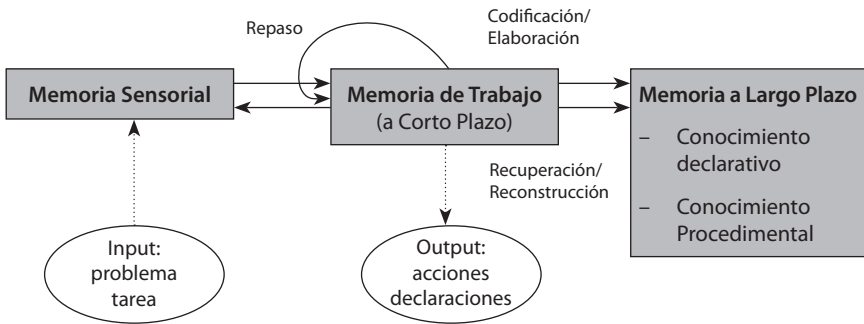 Repaso
Codificación/
Elaboración
Memoria Sensorial
Memoria de Trabajo
(a Corto Plazo)
Memoria a Largo Plazo
– Conocimiento
declarativo
– Conocimiento
Procedimental
Recuperación/
Reconstrucción
Input:
problema
tarea
Output:
acciones
declaraciones